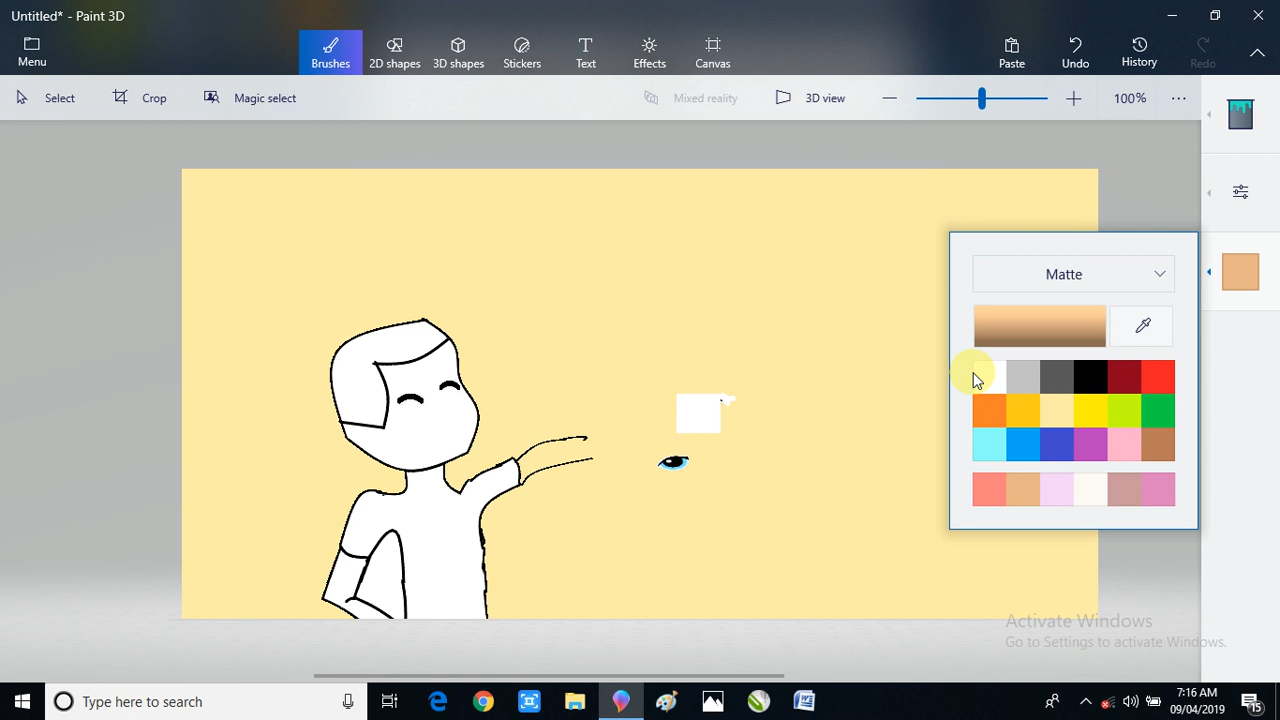 Untitled* - Paint 3D
Menu
Brushes
2D shapes
3D shapes
Stickers
Text
Effects
Canvas
Paste
Undo
History
Redo
Select
Crop
Magic select
Mixed reality
3D view
100%
Matte
Activate Windows
Go to Settings to activate Windows.
Type here to search
7:16 AM
09/04/2019
15